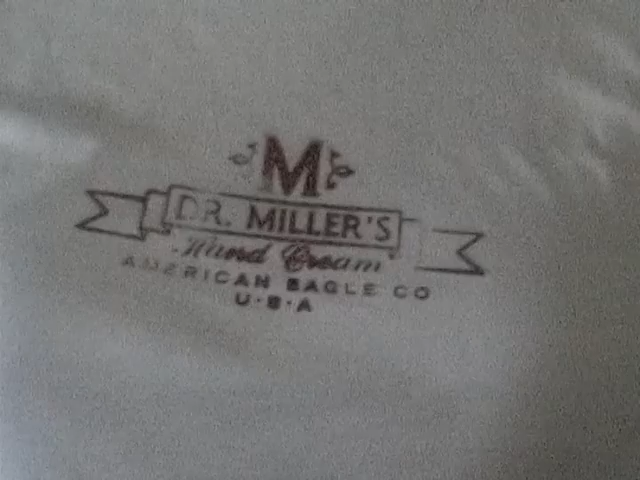 M
DR. MILLER'S
Hand Cream
AMERICAN EAGLE CO
U·S·A